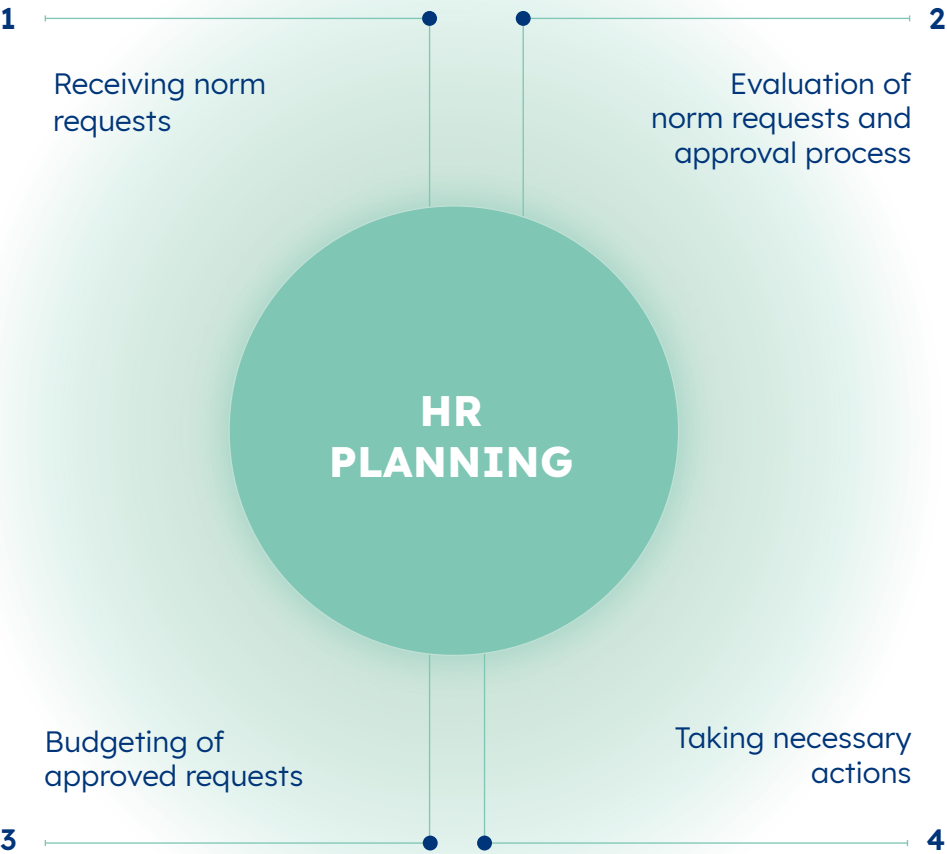 1
Receiving norm
requests
2
Evaluation of
norm requests and
approval process
HR
PLANNING
3
Budgeting of
approved requests
4
Taking necessary
actions